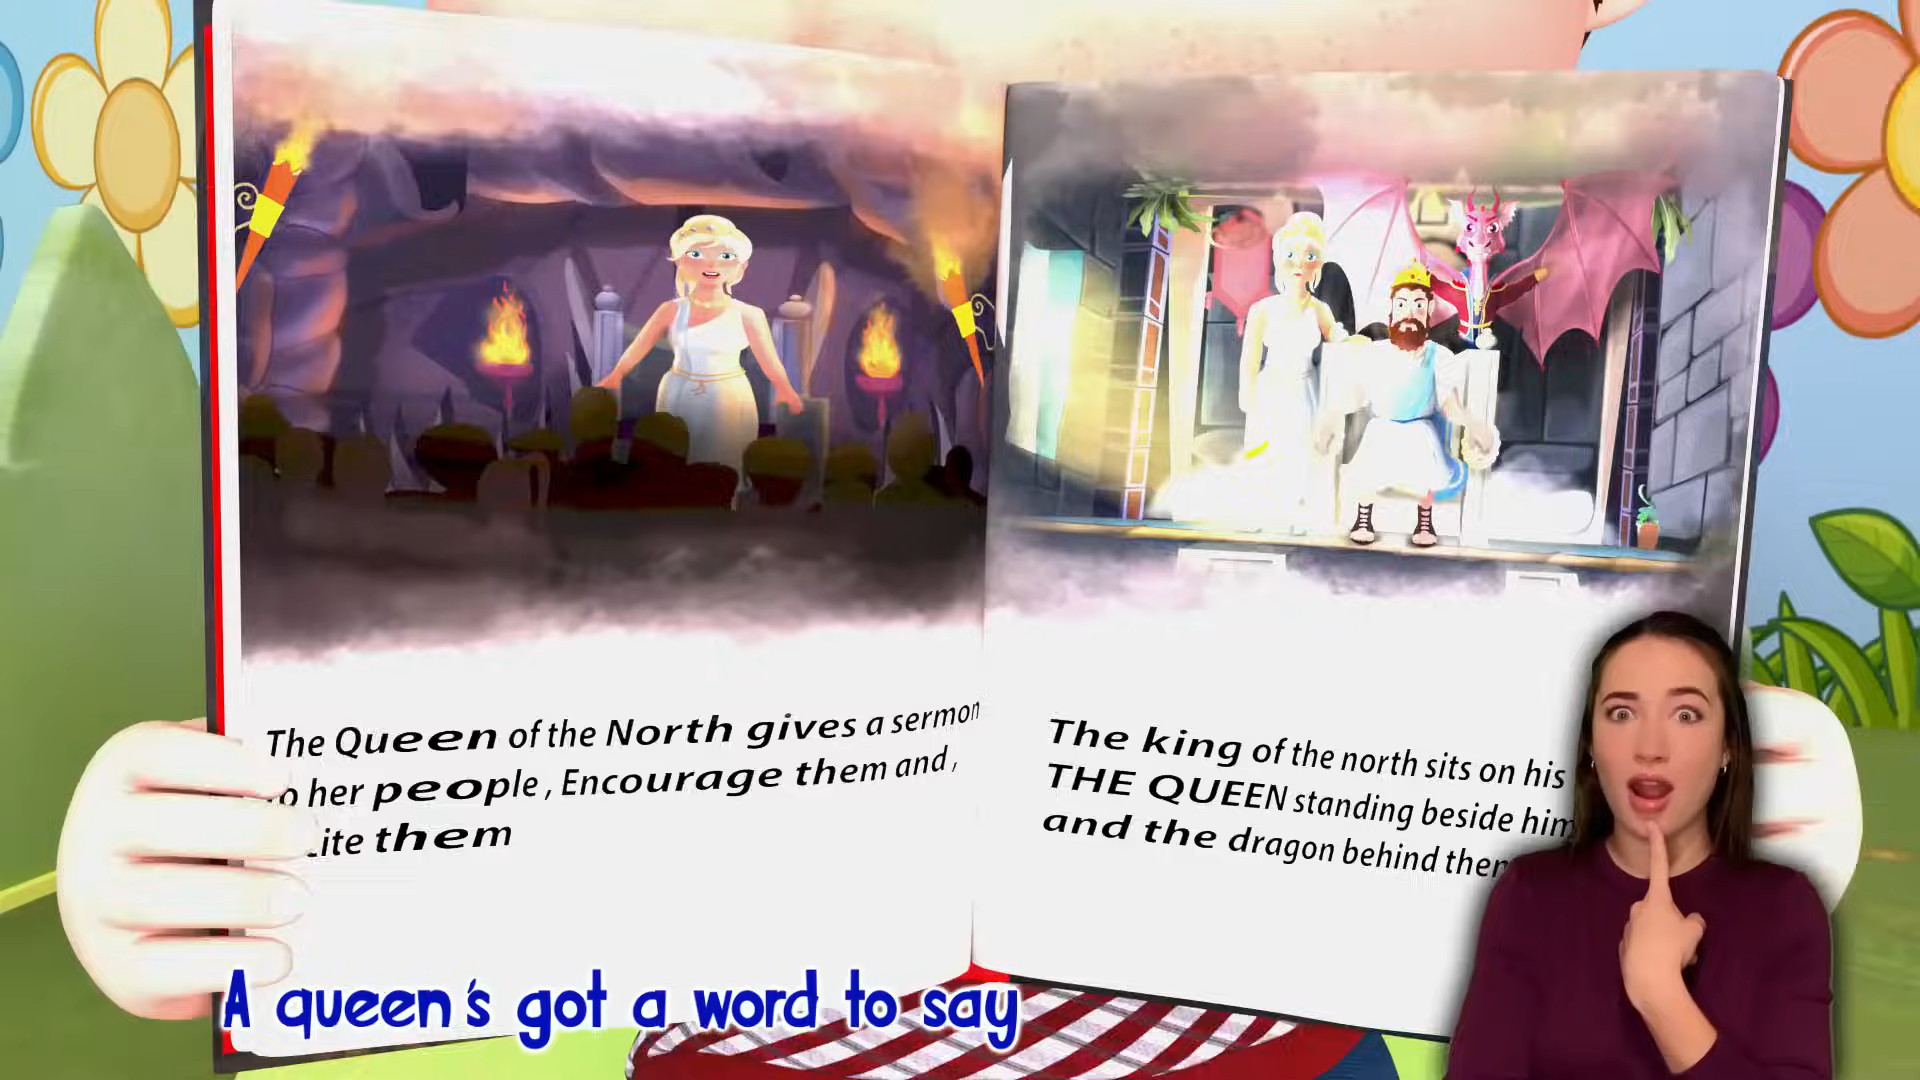 The Queen of the North gives a sermon
her people, Encourage them and,
them
The king of the north sits on his
THE QUEEN standing beside him
and the dragon behind them
A queen's got a word to say